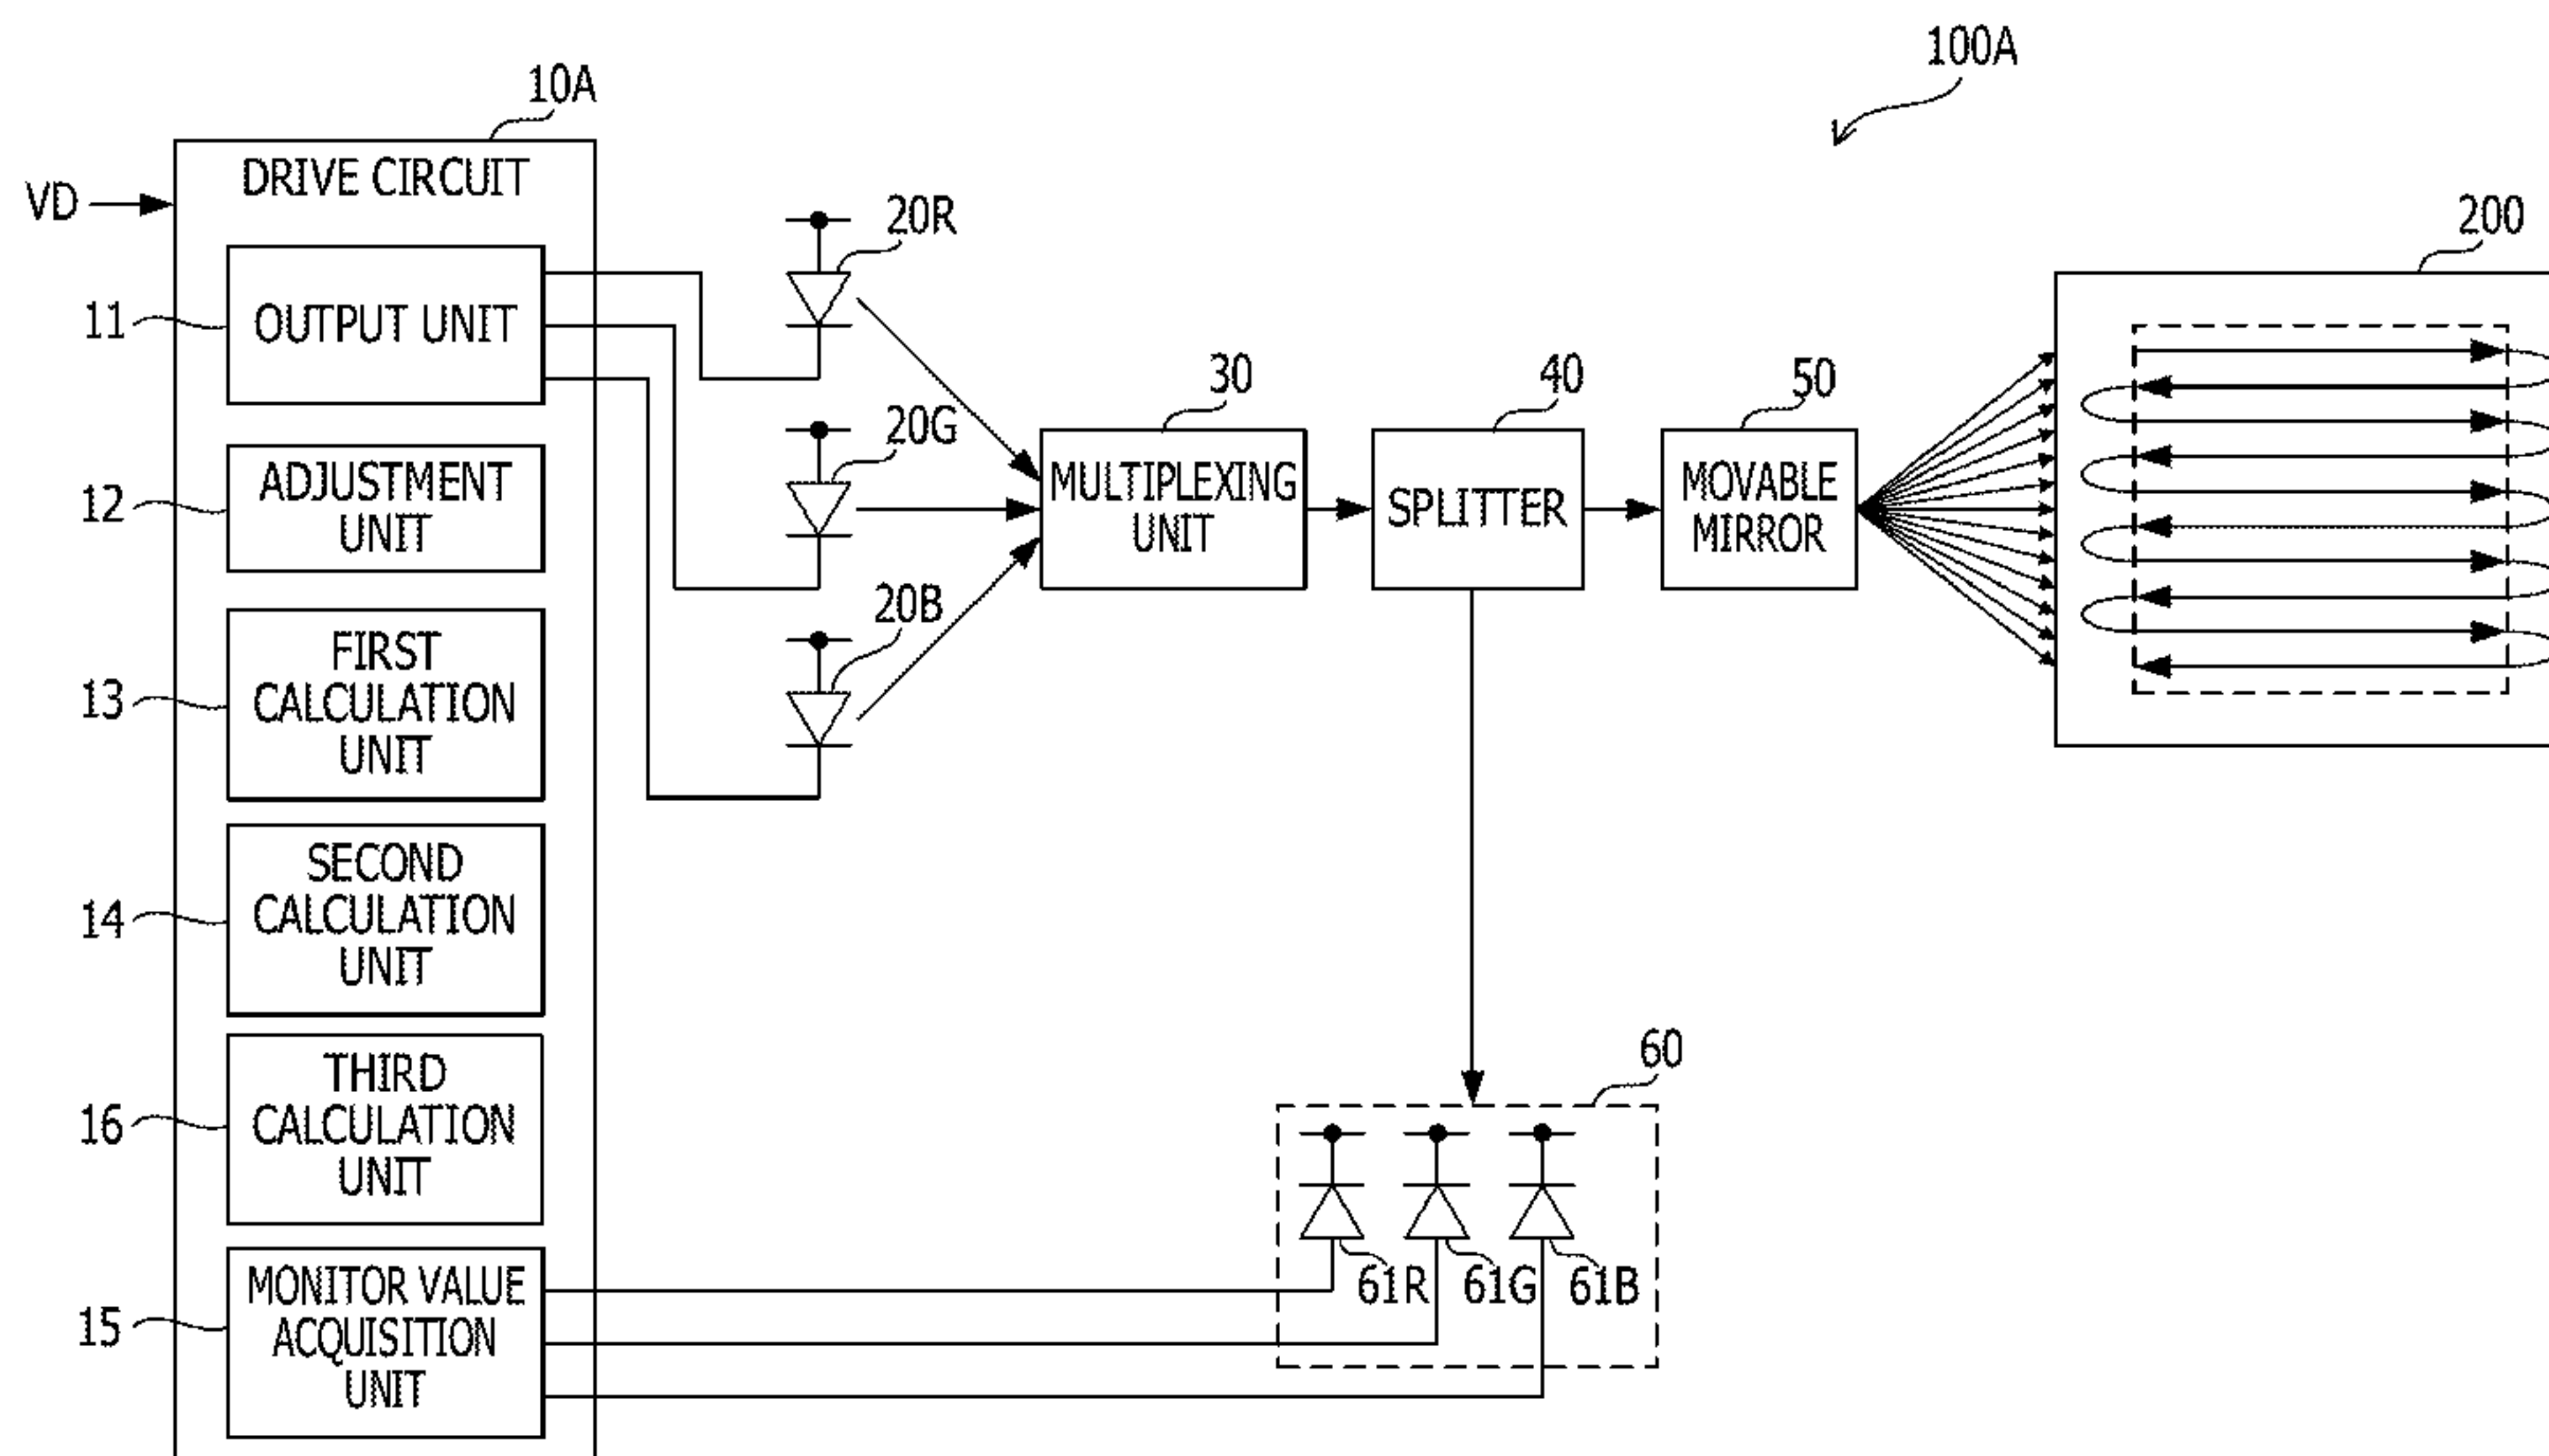 100A
10A
DRIVE CIRCUIT
VD
20R
200
11
OUTPUT UNIT
30
40
50
20G
12
ADJUSTMENT
UNIT
MULTIPLEXING
UNIT
SPLITTER
MOVABLE
MIRROR
20B
13
FIRST
CALCULATION
UNIT
14
SECOND
CALCULATION
UNIT
60
16
THIRD
CALCULATION
UNIT
61R
61G
61B
15
MONITOR VALUE
ACQUISITION
UNIT